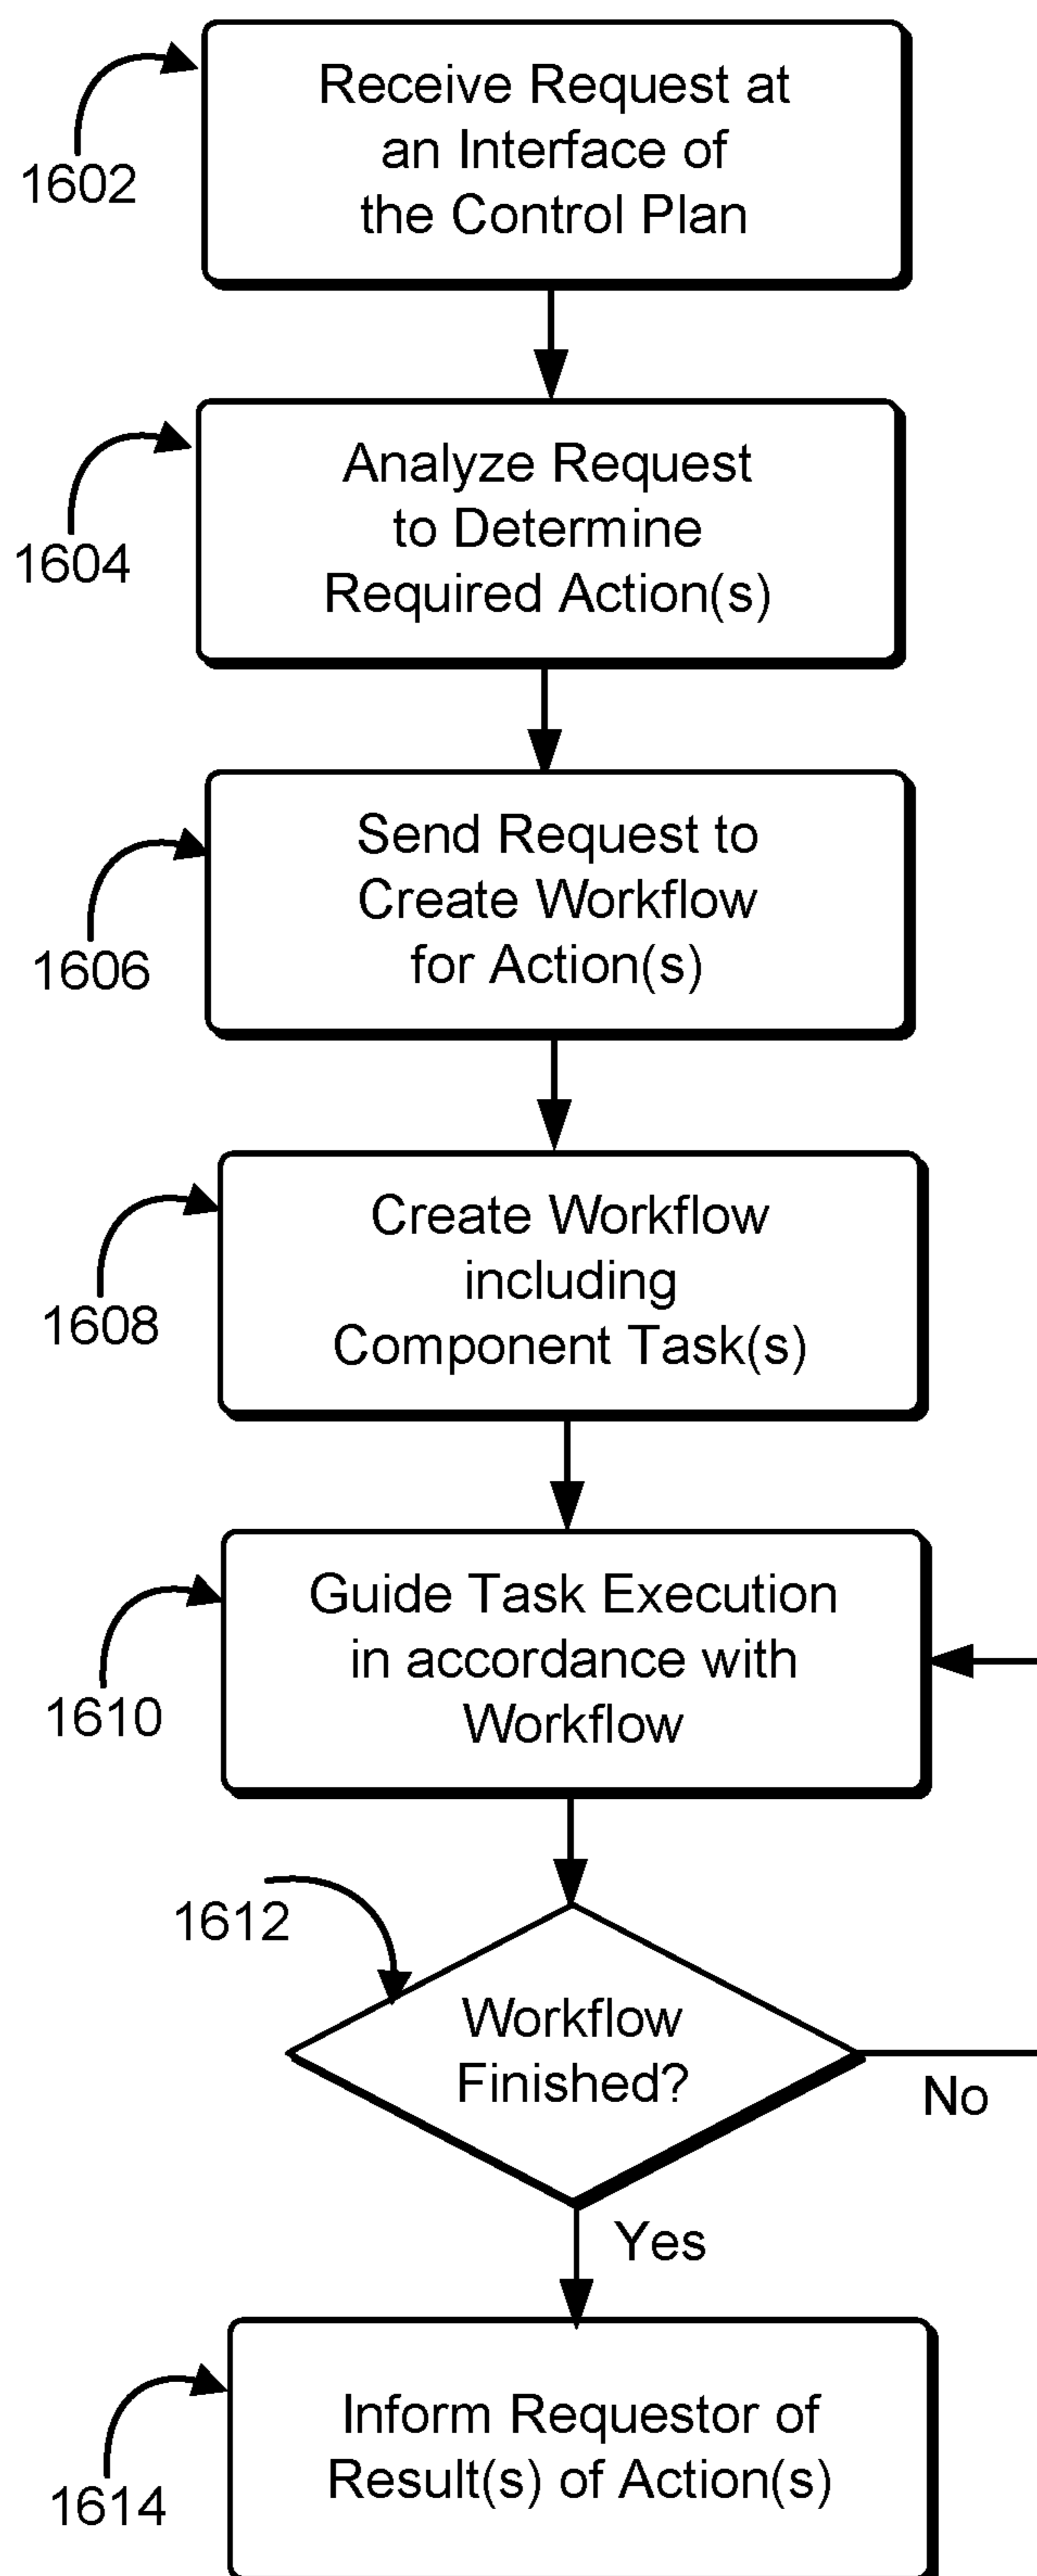 Receive Request at
an Interface of
the Control Plan
1602
Analyze Request
to Determine
Required Action(s)
1604
Send Request to
Create Workflow
for Action(s)
1606
Create Workflow
including
Component Task(s)
1608
Guide Task Execution
in accordance with
Workflow
1610
1612
Workflow
Finished?
No
Yes
Inform Requestor of
Result(s) of Action(s)
1614